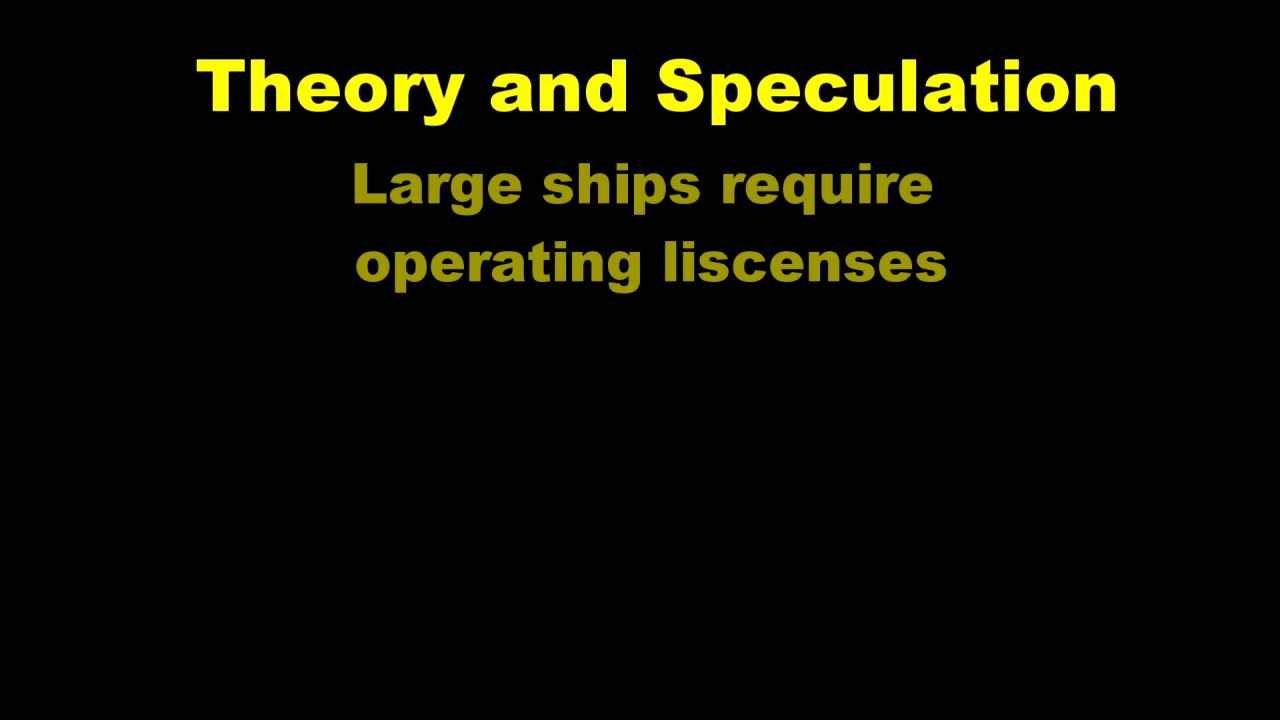 Theory and Speculation
Large ships require
operating liscenses